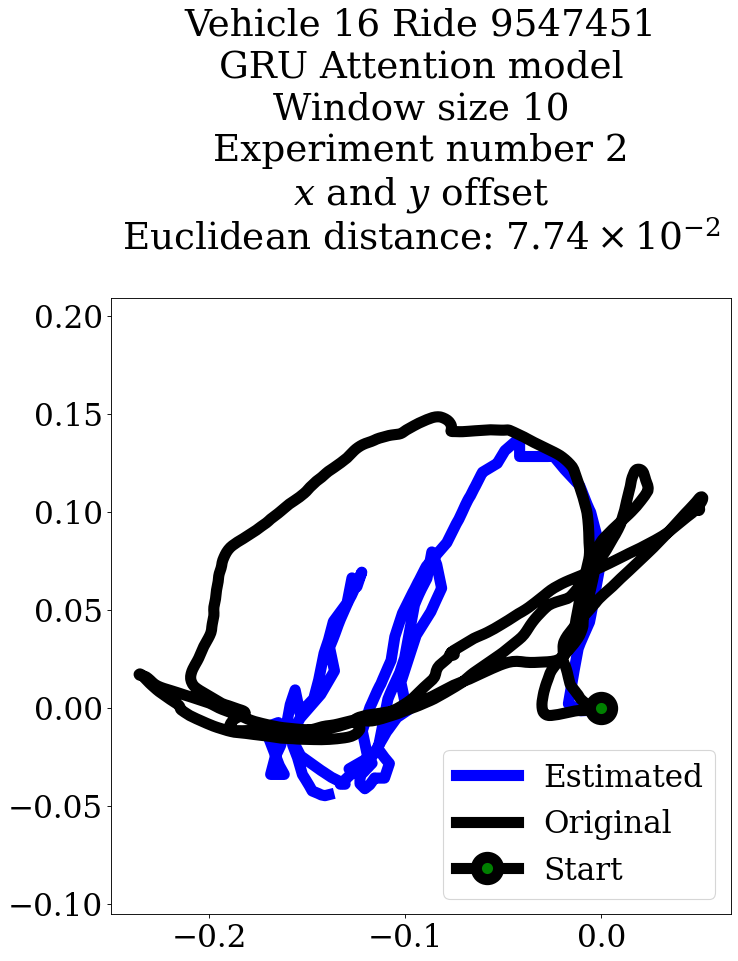 Vehicle 16 Ride 9547451
GRU Attention model
Window size 10
Experiment number 2
x and y offset
Euclidean distance: 7.74 × 10⁻²
0.20
0.15
0.10
0.05
0.00
−0.05
−0.10
−0.2
−0.1
0.0
Estimated
Original
Start